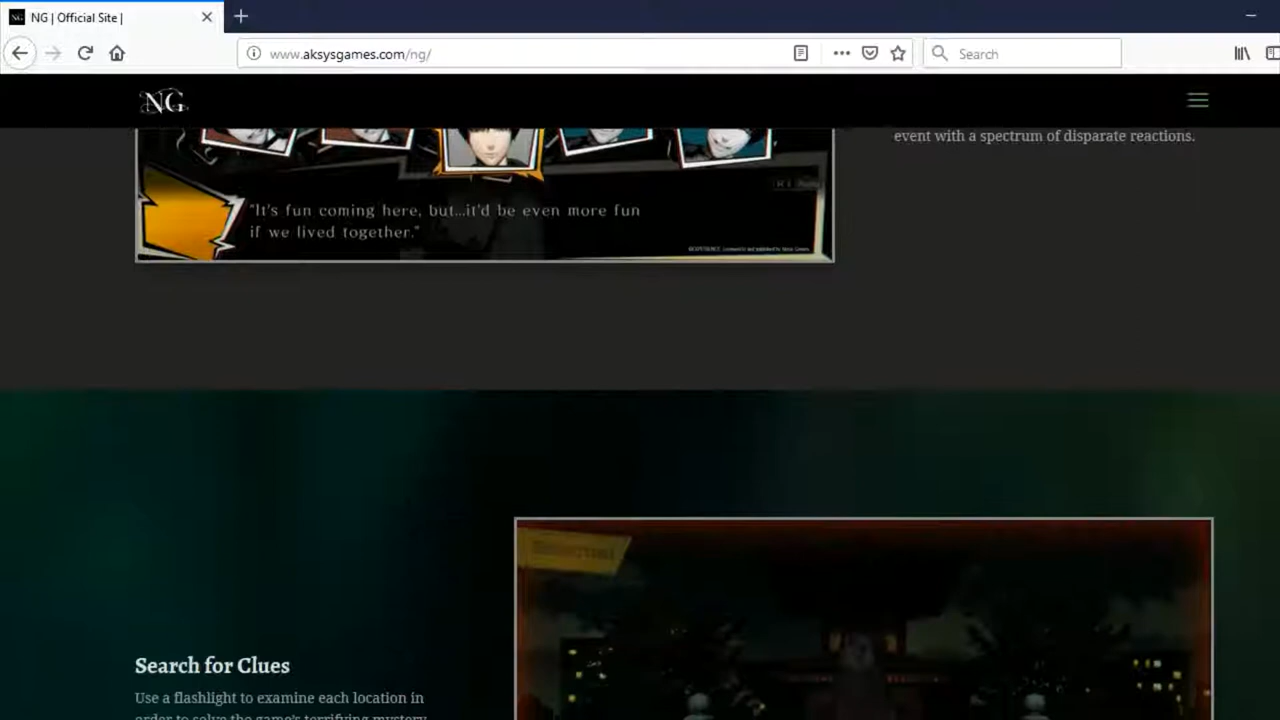 NG | Official Site |
www.aksysgames.com/ng/
Search
NG
event with a spectrum of disparate reactions.
"It's fun coming here, but...it'd be even more fun
if we lived together."
Search for Clues
Use a flashlight to examine each location in
order to solve the game's terrifying mystery